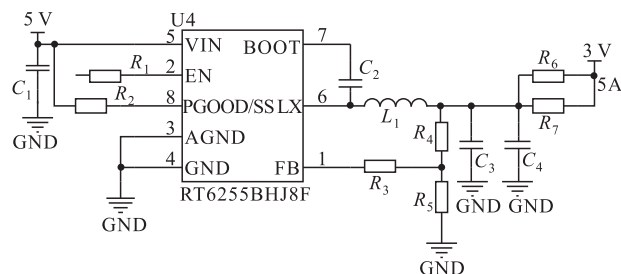 U4
5 V
3 V
5A
5
VIN
BOOT
7
2
EN
R1
C2
R6
C1
R2
8
PGOOD/SS
LX
6
L1
R7
R4
GND
3
AGND
C3
C4
4
GND
FB
1
R3
R5
GND
GND
GND
RT6255BHJ8F
GND